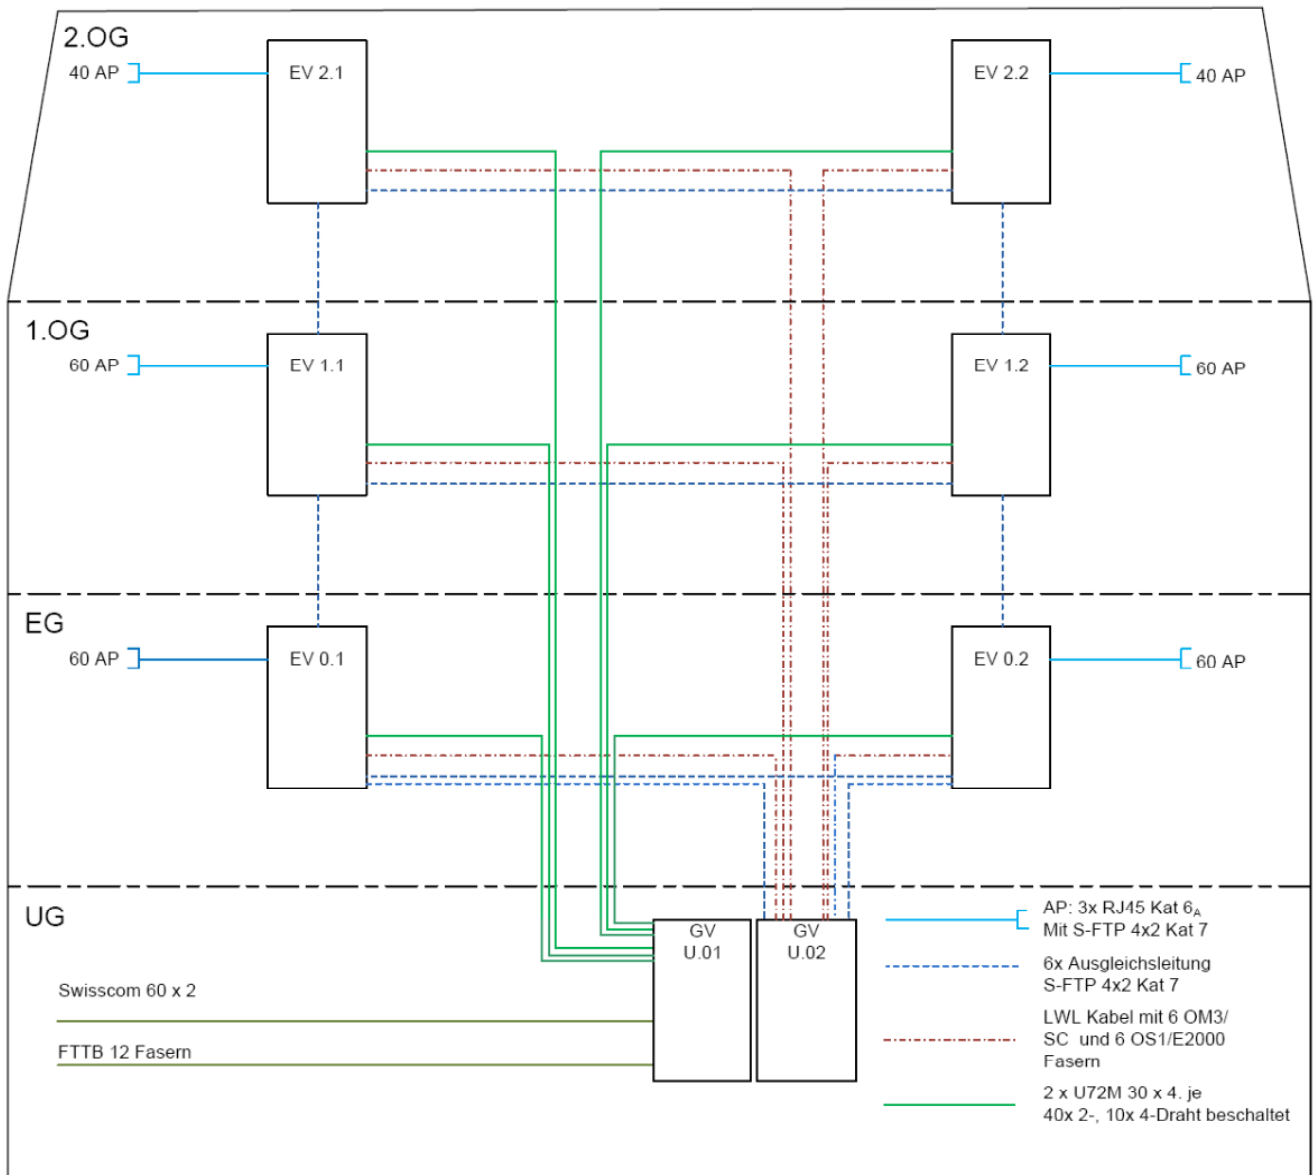 2.OG
40 AP
EV 2.1
EV 2.2
40 AP
1.OG
60 AP
EV 1.1
EV 1.2
60 AP
EG
60 AP
EV 0.1
EV 0.2
60 AP
UG
GV
U.01
GV
U.02
Swisscom 60 x 2
FTTB 12 Fasern
AP: 3x RJ45 Kat 6A
Mit S-FTP 4x2 Kat 7
6x Ausgleichsleitung
S-FTP 4x2 Kat 7
LWL Kabel mit 6 OM3/
SC und 6 OS1/E2000
Fasern
2 x U72M 30 x 4. je
40x 2-, 10x 4-Draht beschaltet